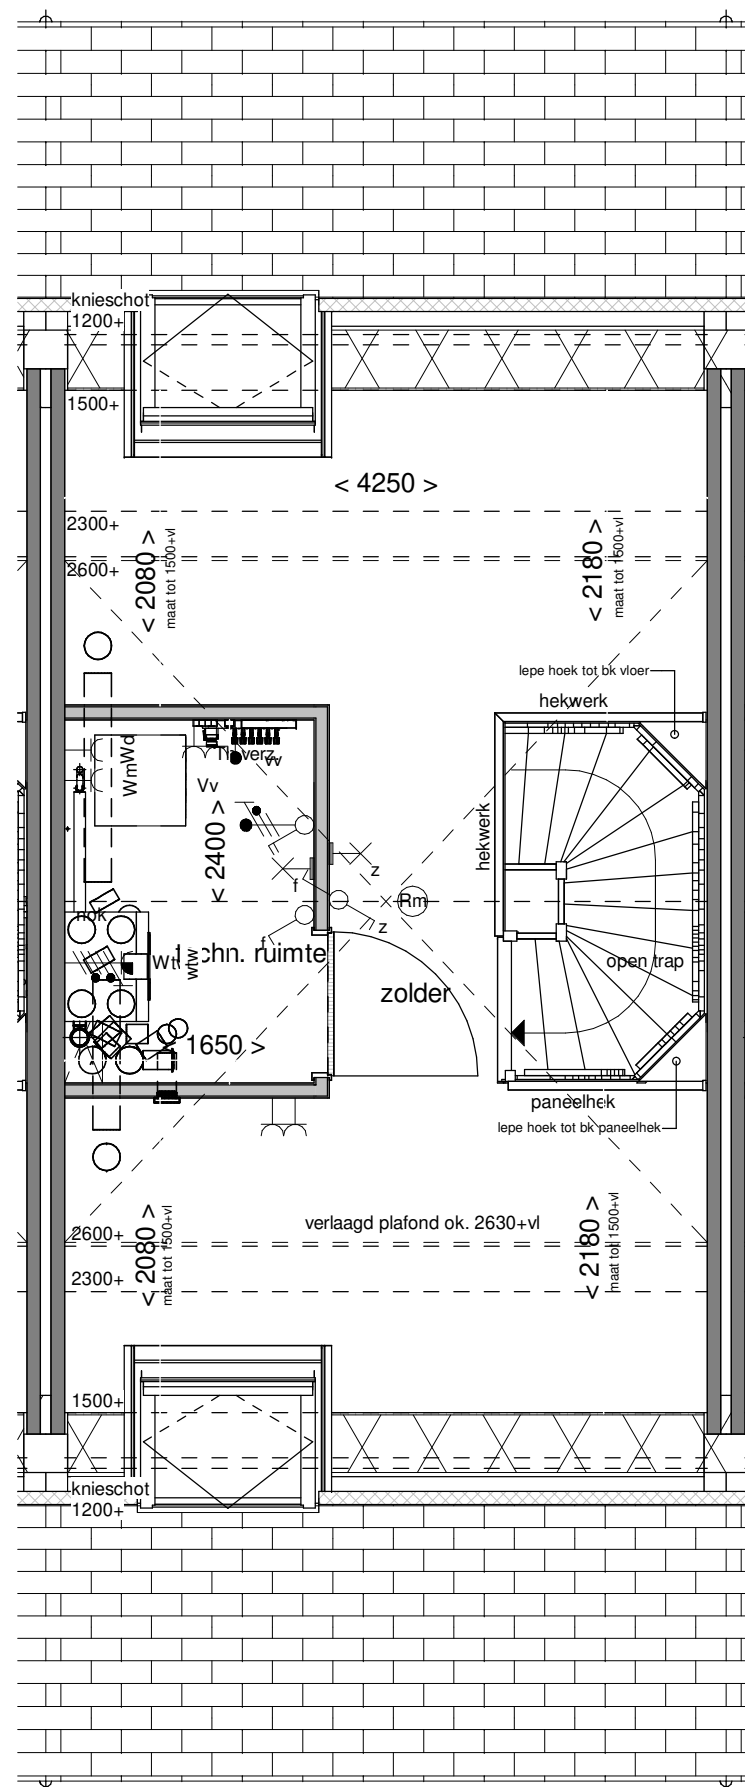 knieschot
1200+
1500+
< 4250 >
2300+
2600+
< 2080 >
maat tot 1500+vl
< 2180 >
maat tot 1500+vl
lepe hoek tot bk vloer
hekwerk
WmWd
verz.
vv
Vv
< 2400 >
hekwerk
z
f
Rm
nok
z
f
Wtw
wtw
techn. ruimte
open trap
zolder
1650 >
paneelhek
lepe hoek tot bk paneelhek
verlaagd plafond ok. 2630+vl
2600+
2300+
< 2080 >
maat tot 1500+vl
< 2180 >
maat tot 1500+vl
1500+
knieschot
1200+